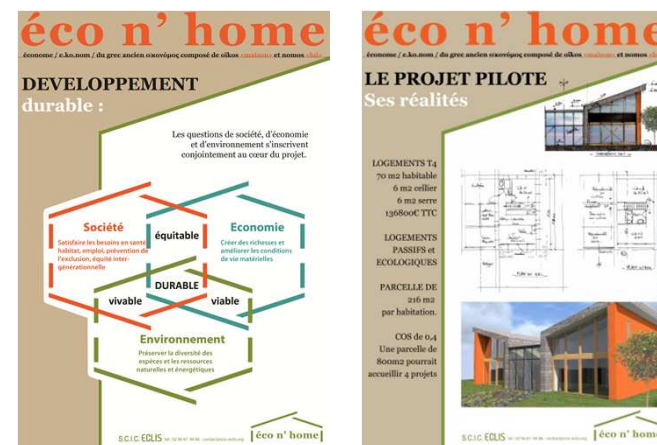 éco n' home
économe / e.ko.nom / du grec ancien οικονόμος composé de oikos «maison» et nomos «loi»
DEVELOPPEMENT
durable :
Les questions de société, d'économie
et d'environnement s'inscrivent
conjointement au cœur du projet.
Société
Satisfaire les besoins en santé
habitat, emploi, prévention de
l'exclusion, équité inter-
générationnelle
équitable
Economie
Créer des richesses et
améliorer les conditions
de vie matérielles
DURABLE
vivable
viable
Environnement
Préserver la diversité des
espèces et les ressources
naturelles et énergétiques
S.C.I.C. ECLIS
éco n' home
éco n' home
économe / e.ko.nom / du grec ancien οικονόμος composé de oikos «maison» et nomos
LE PROJET PILOTE
Ses réalités
LOGEMENTS T4
70 m2 habitable
6 m2 cellier
6 m2 serre
136800€ TTC
LOGEMENTS
PASSIFS et
ECOLOGIQUES
PARCELLE DE
216 m2
par habitation.
COS de 0,4
Une parcelle de
800m2 pourrait
accueillir 4 projets
S.C.I.C. ECLIS
éco n' home